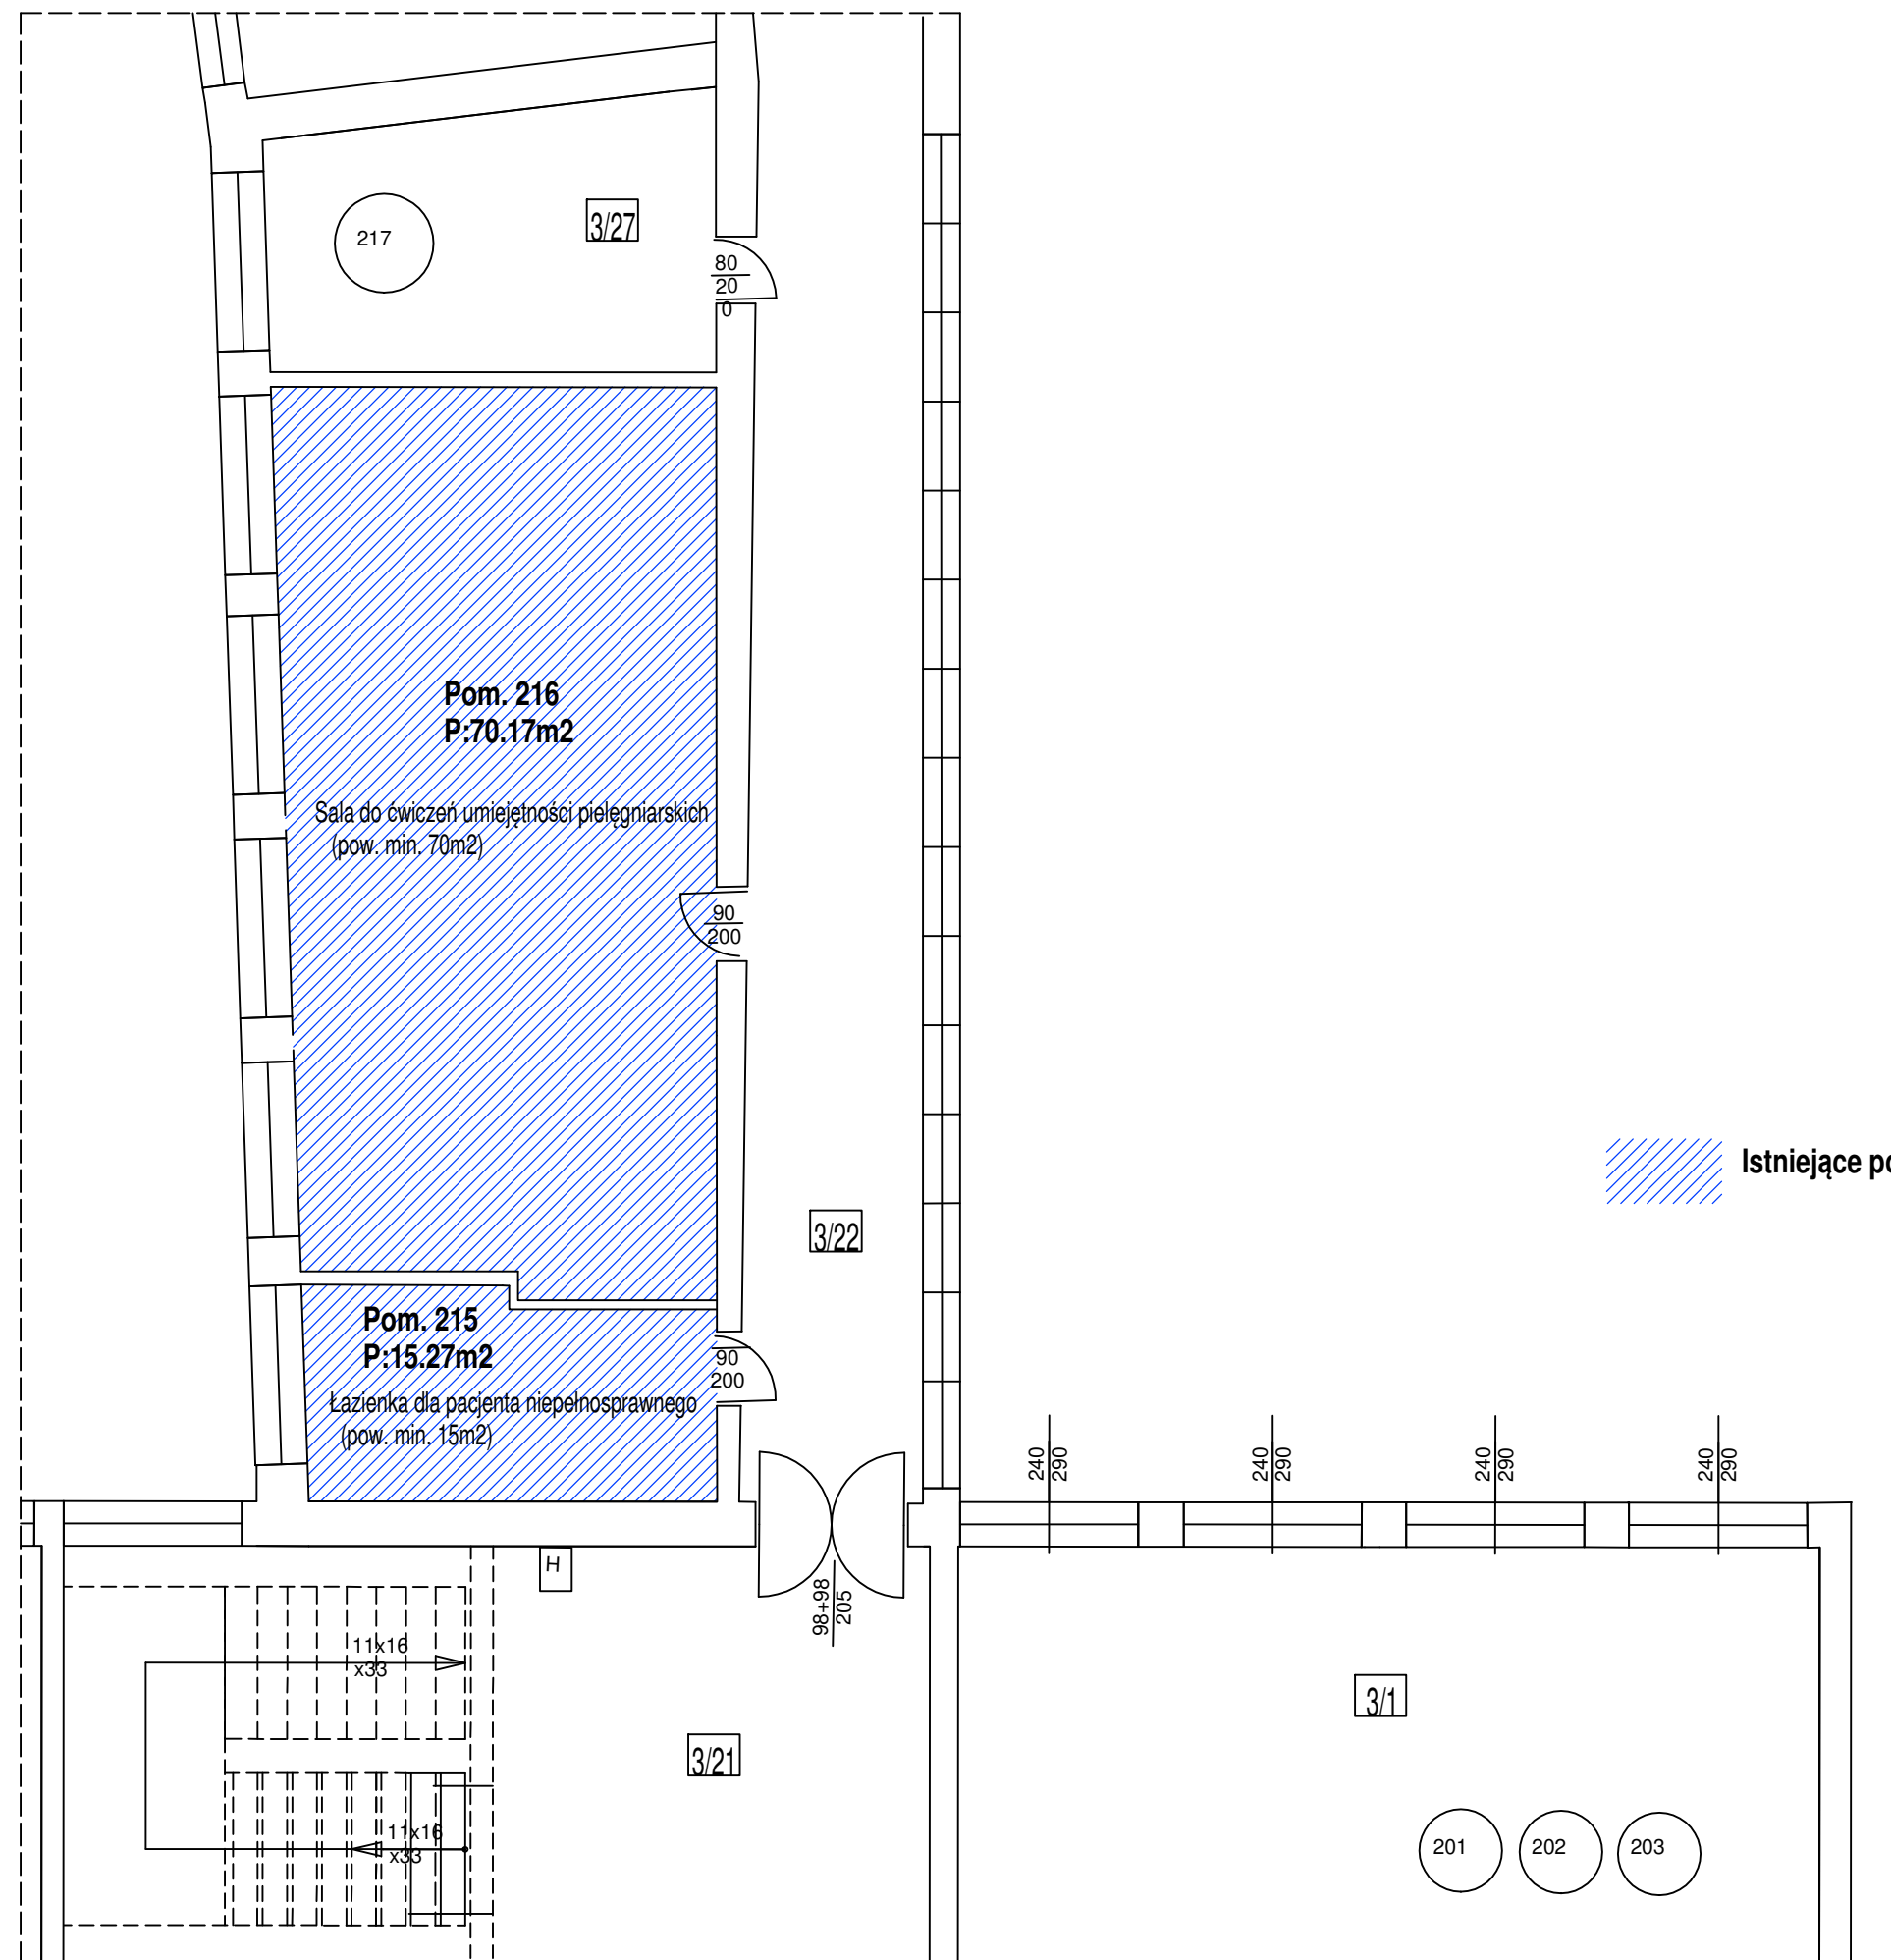 217
3/27
80
20
0
Pom. 216
P:70.17m2
Sala do ćwiczeń umiejętności pielęgniarskich
(pow. min. 70m2)
90
200
Istniejące
3/22
Pom. 215
P:15.27m2
Łazienka dla pacjenta niepełnosprawnego
(pow. min. 15m2)
90
200
240
290
240
290
240
290
240
290
H
98+98
205
11x16
x33
3/1
3/21
11x16
x33
201
202
203